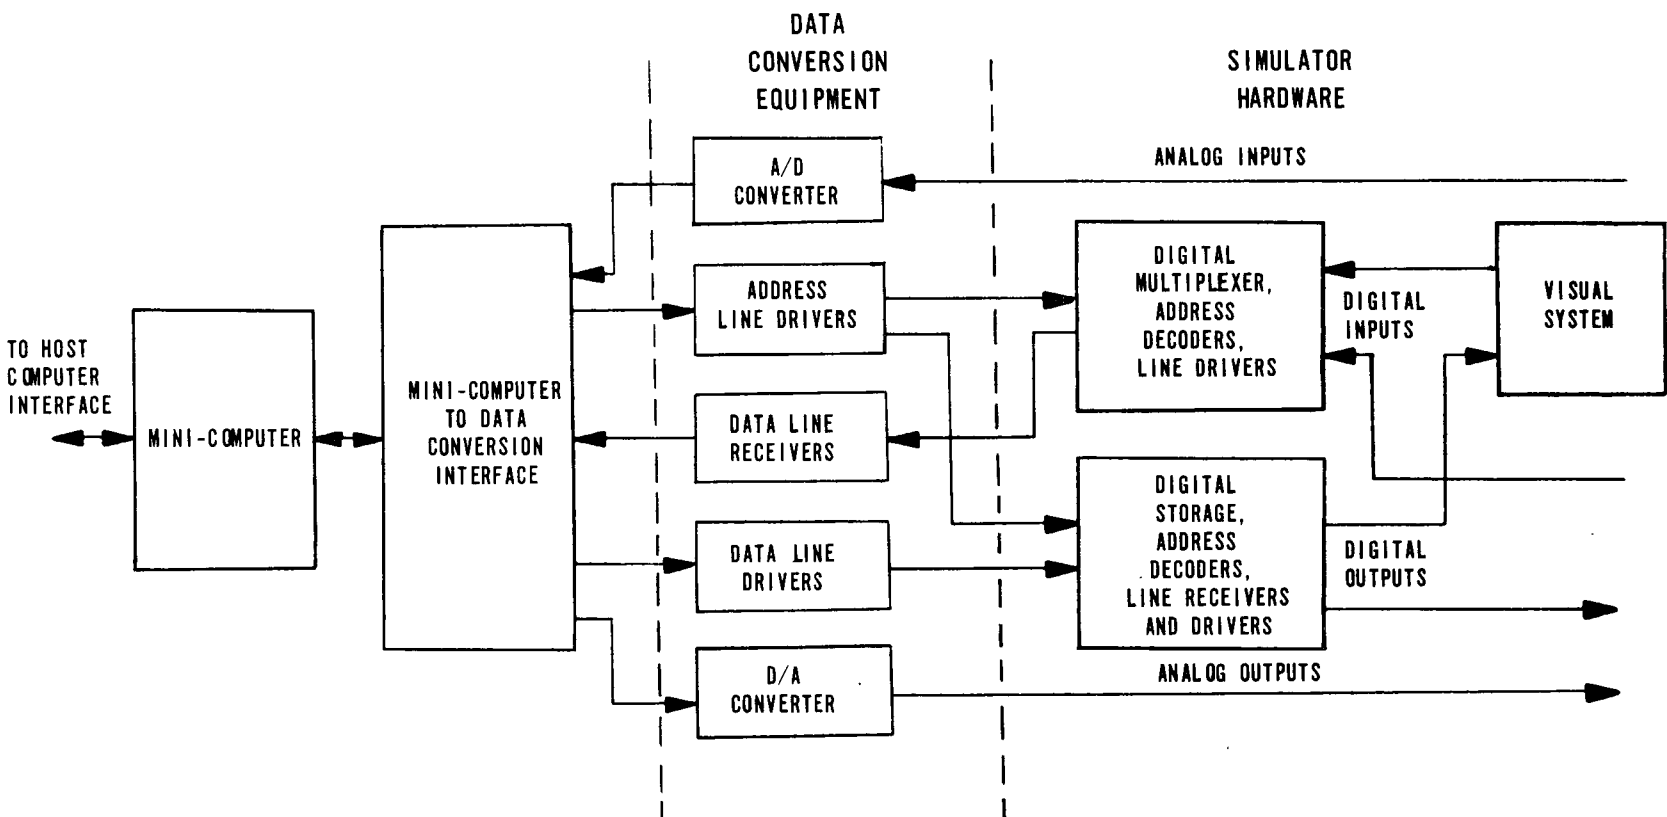 DATA
CONVERSION
EQUIPMENT
SIMULATOR
HARDWARE
A/D
CONVERTER
ANALOG INPUTS
ADDRESS
LINE DRIVERS
DIGITAL
MULTIPLEXER,
ADDRESS
DECODERS,
LINE DRIVERS
DIGITAL
INPUTS
VISUAL
SYSTEM
TO HOST
COMPUTER
INTERFACE
MINI-COMPUTER
MINI-COMPUTER
TO DATA
CONVERSION
INTERFACE
DATA LINE
RECEIVERS
DATA LINE
DRIVERS
DIGITAL
STORAGE,
ADDRESS
DECODERS,
LINE RECEIVERS
AND DRIVERS
DIGITAL
OUTPUTS
D/A
CONVERTER
ANALOG OUTPUTS